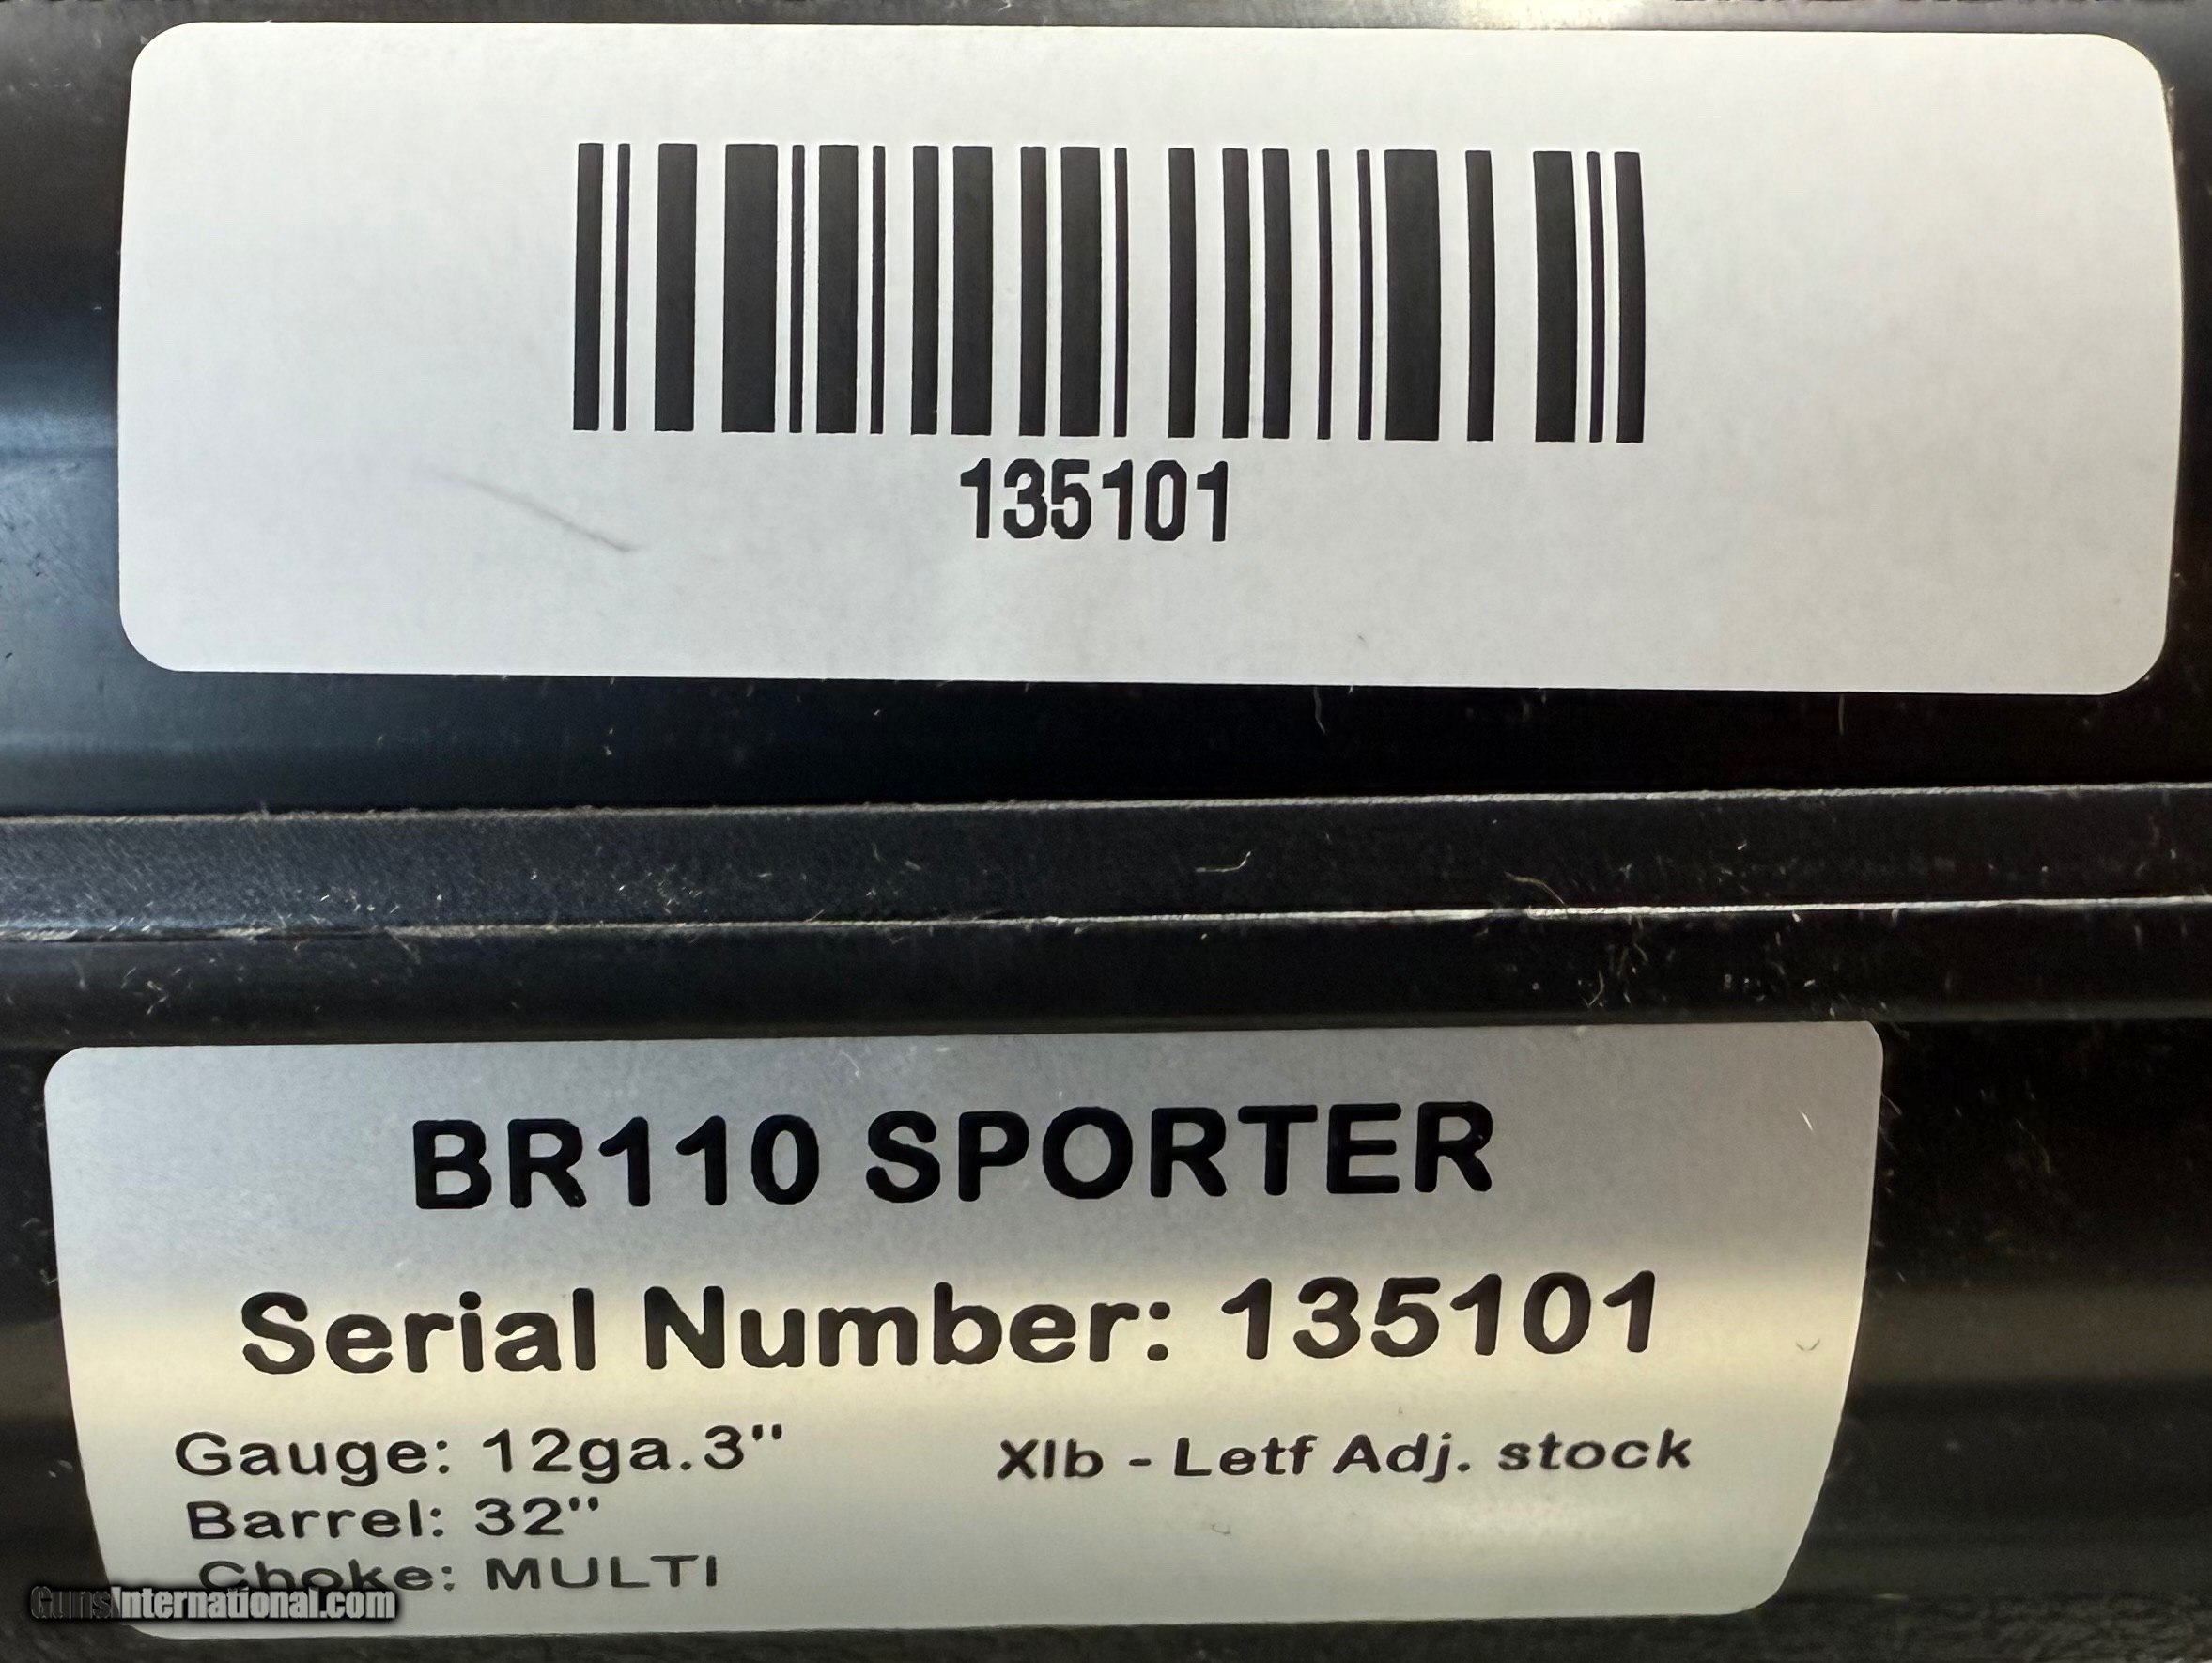 135101
BR110 SPORTER
Serial Number: 135101
Gauge: 12ga.3" Xlb - Letf Adj. stock
Barrel: 32"
Choke: MULTI
GunsInternational.com